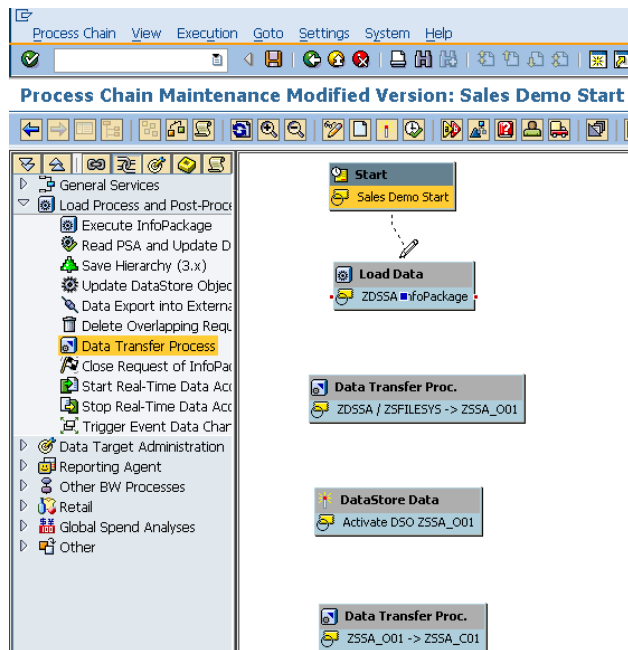 Process Chain View Execution Goto Settings System Help
Process Chain Maintenance Modified Version: Sales Demo Start
General Services
Load Process and Post-Proce
Execute InfoPackage
Read PSA and Update D
Save Hierarchy (3.x)
Update DataStore Objec
Data Export into Externa
Delete Overlapping Requ
Data Transfer Process
Close Request of InfoPac
Start Real-Time Data Acc
Stop Real-Time Data Acc
Trigger Event Data Chan
Data Target Administration
Reporting Agent
Other BW Processes
Retail
Global Spend Analyses
Other
Start
Sales Demo Start
Load Data
ZDSSA nfoPackage
Data Transfer Proc.
ZDSSA / ZSFILESYS -> ZSSA_O01
DataStore Data
Activate DSO ZSSA_O01
Data Transfer Proc.
ZSSA_O01 -> ZSSA_C01